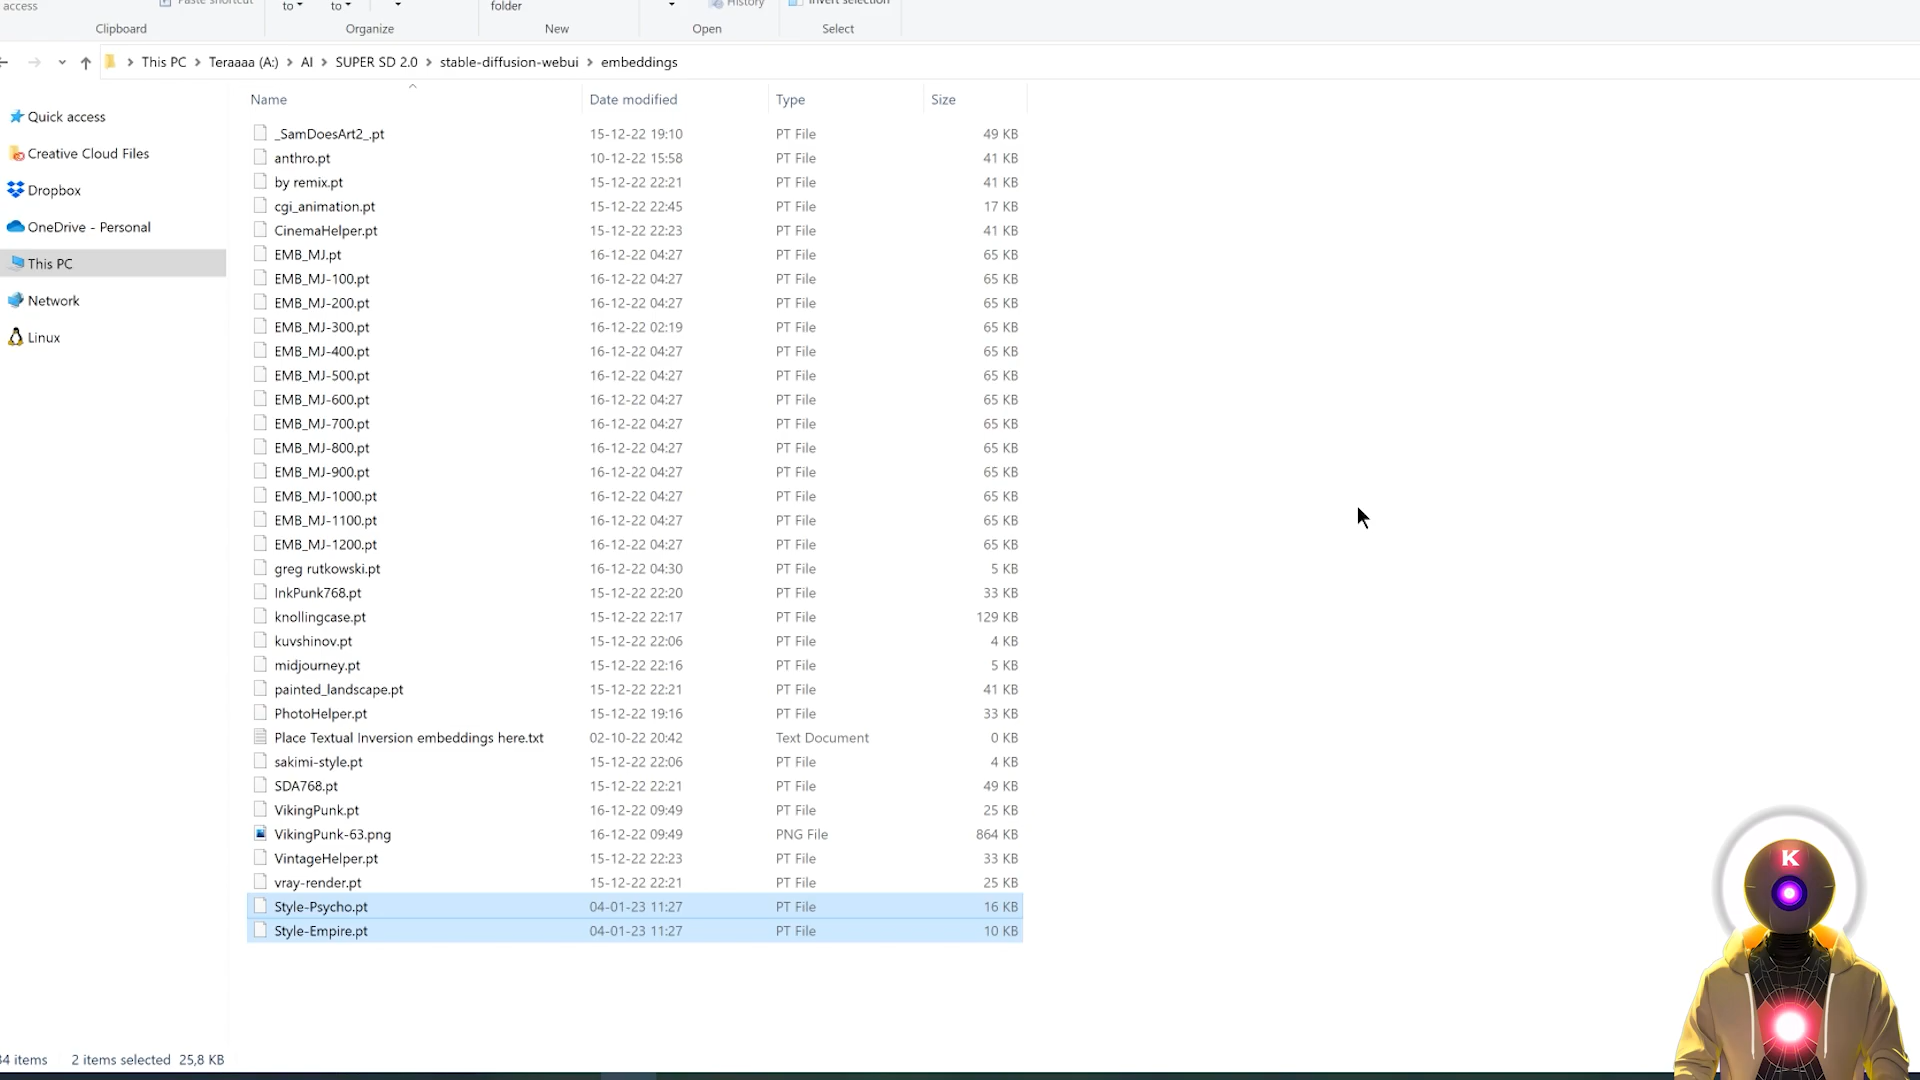 access
Paste shortcut
to
to
folder
History
Invert selection
Clipboard
Organize
New
Open
Select
This PC > Teraaaa (A:) > AI > SUPER SD 2.0 > stable-diffusion-webui > embeddings
Quick access
Creative Cloud Files
Dropbox
OneDrive - Personal
This PC
Network
Linux
Name Date modified Type Size
_SamDoesArt2_.pt 15-12-22 19:10 PT File 49 KB
anthro.pt 10-12-22 15:58 PT File 41 KB
by remix.pt 15-12-22 22:21 PT File 41 KB
cgi_animation.pt 15-12-22 22:45 PT File 17 KB
CinemaHelper.pt 15-12-22 22:23 PT File 41 KB
EMB_MJ.pt 16-12-22 04:27 PT File 65 KB
EMB_MJ-100.pt 16-12-22 04:27 PT File 65 KB
EMB_MJ-200.pt 16-12-22 04:27 PT File 65 KB
EMB_MJ-300.pt 16-12-22 02:19 PT File 65 KB
EMB_MJ-400.pt 16-12-22 04:27 PT File 65 KB
EMB_MJ-500.pt 16-12-22 04:27 PT File 65 KB
EMB_MJ-600.pt 16-12-22 04:27 PT File 65 KB
EMB_MJ-700.pt 16-12-22 04:27 PT File 65 KB
EMB_MJ-800.pt 16-12-22 04:27 PT File 65 KB
EMB_MJ-900.pt 16-12-22 04:27 PT File 65 KB
EMB_MJ-1000.pt 16-12-22 04:27 PT File 65 KB
EMB_MJ-1100.pt 16-12-22 04:27 PT File 65 KB
EMB_MJ-1200.pt 16-12-22 04:27 PT File 65 KB
greg rutkowski.pt 16-12-22 04:30 PT File 5 KB
InkPunk768.pt 15-12-22 22:20 PT File 33 KB
knollingcase.pt 15-12-22 22:17 PT File 129 KB
kuvshinov.pt 15-12-22 22:06 PT File 4 KB
midjourney.pt 15-12-22 22:16 PT File 5 KB
painted_landscape.pt 15-12-22 22:21 PT File 41 KB
PhotoHelper.pt 15-12-22 19:16 PT File 33 KB
Place Textual Inversion embeddings here.txt 02-10-22 20:42 Text Document 0 KB
sakimi-style.pt 15-12-22 22:06 PT File 4 KB
SDA768.pt 15-12-22 22:21 PT File 49 KB
VikingPunk.pt 16-12-22 09:49 PT File 25 KB
VikingPunk-63.png 16-12-22 09:49 PNG File 864 KB
VintageHelper.pt 15-12-22 22:23 PT File 33 KB
vray-render.pt 15-12-22 22:21 PT File 25 KB
Style-Psycho.pt 04-01-23 11:27 PT File 16 KB
Style-Empire.pt 04-01-23 11:27 PT File 10 KB
34 items 2 items selected 25,8 KB
K